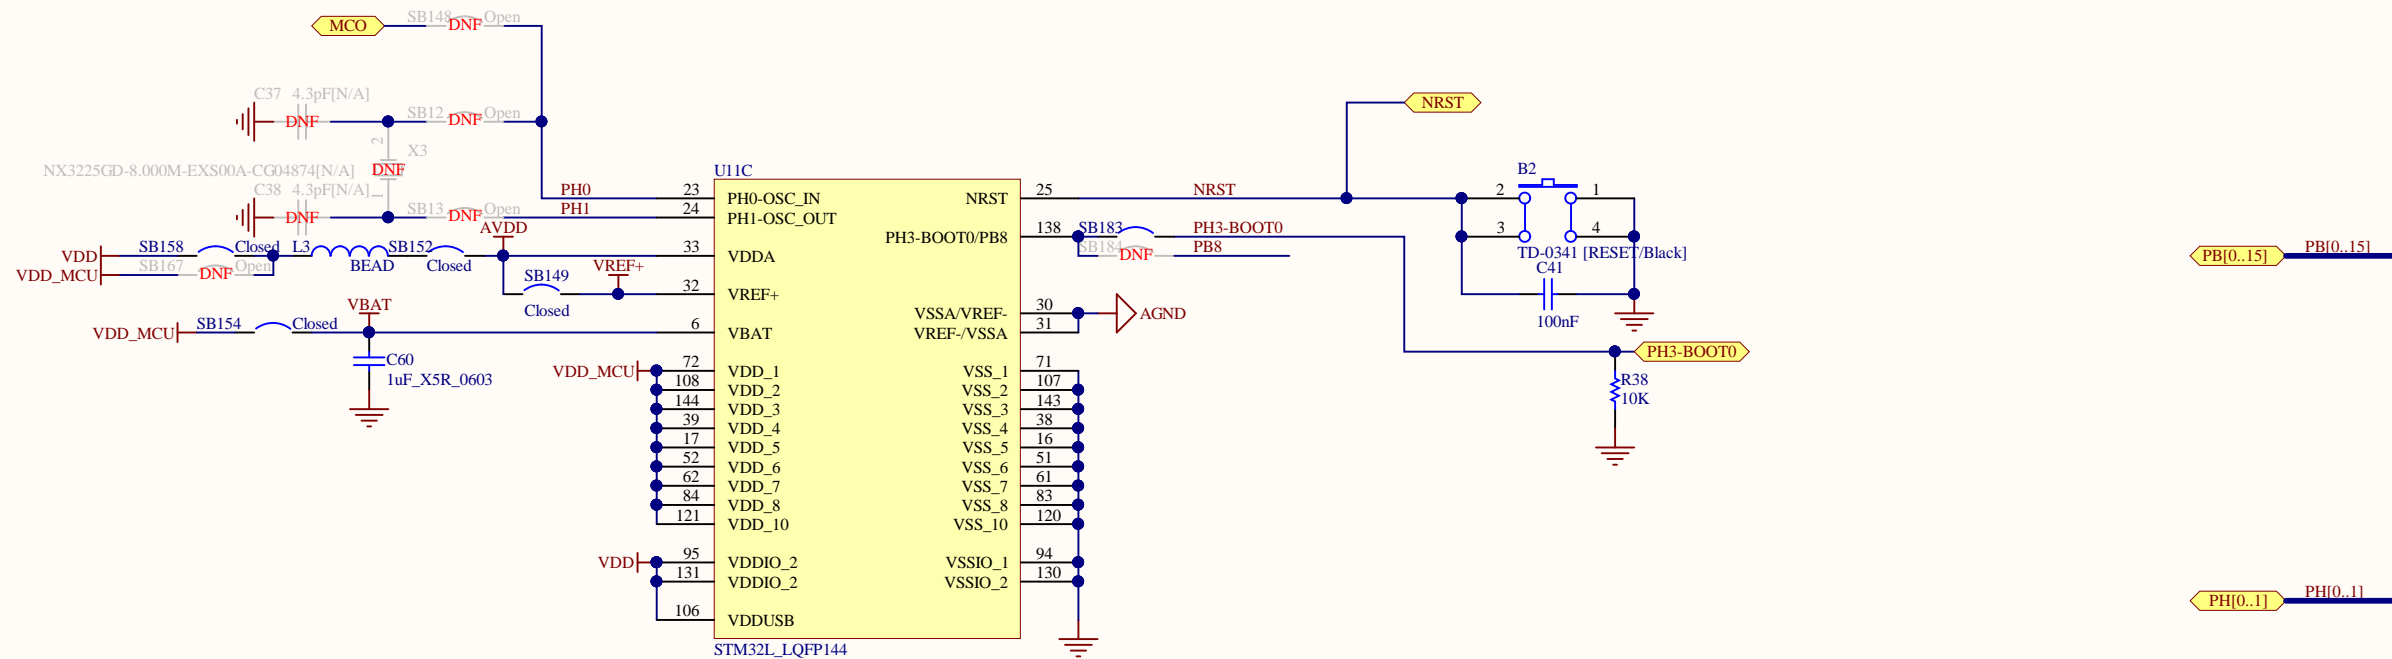 MCO
SB148 Open
DNF
C37 4.3pF[N/A]
DNF
SB12 Open
DNF
2
X3
NX3225GD-8.000M-EXS00A-CG04874[N/A]
DNF
1
C38 4.3pF[N/A]
DNF
SB13 Open
DNF
PH0
PH1
AVDD
VDD
SB158 Closed
L3
BEAD
SB152
Closed
VDD_MCU
SB167 Open
DNF
SB149
Closed
VREF+
VBAT
VDD_MCU
SB154 Closed
C60
1uF_X5R_0603
VDD_MCU
VDD
U11C
23 PH0-OSC_IN
24 PH1-OSC_OUT
33 VDDA
32 VREF+
6 VBAT
72 VDD_1
108 VDD_2
144 VDD_3
39 VDD_4
17 VDD_5
52 VDD_6
62 VDD_7
84 VDD_8
121 VDD_10
95 VDDIO_2
131 VDDIO_2
106 VDDUSB
STM32L_LQFP144
NRST 25
PH3-BOOT0/PB8 138
VSSA/VREF- 30
VREF-/VSSA 31
VSS_1 71
VSS_2 107
VSS_3 143
VSS_4 38
VSS_5 16
VSS_6 51
VSS_7 61
VSS_8 83
VSS_10 120
VSSIO_1 94
VSSIO_2 130
NRST
NRST
SB183
PH3-BOOT0
SB184
DNF
PB8
AGND
B2
2 1
3 4
TD-0341 [RESET/Black]
C41
100nF
PH3-BOOT0
R38
10K
PB[0..15] PB[0..15]
PH[0..1] PH[0..1]